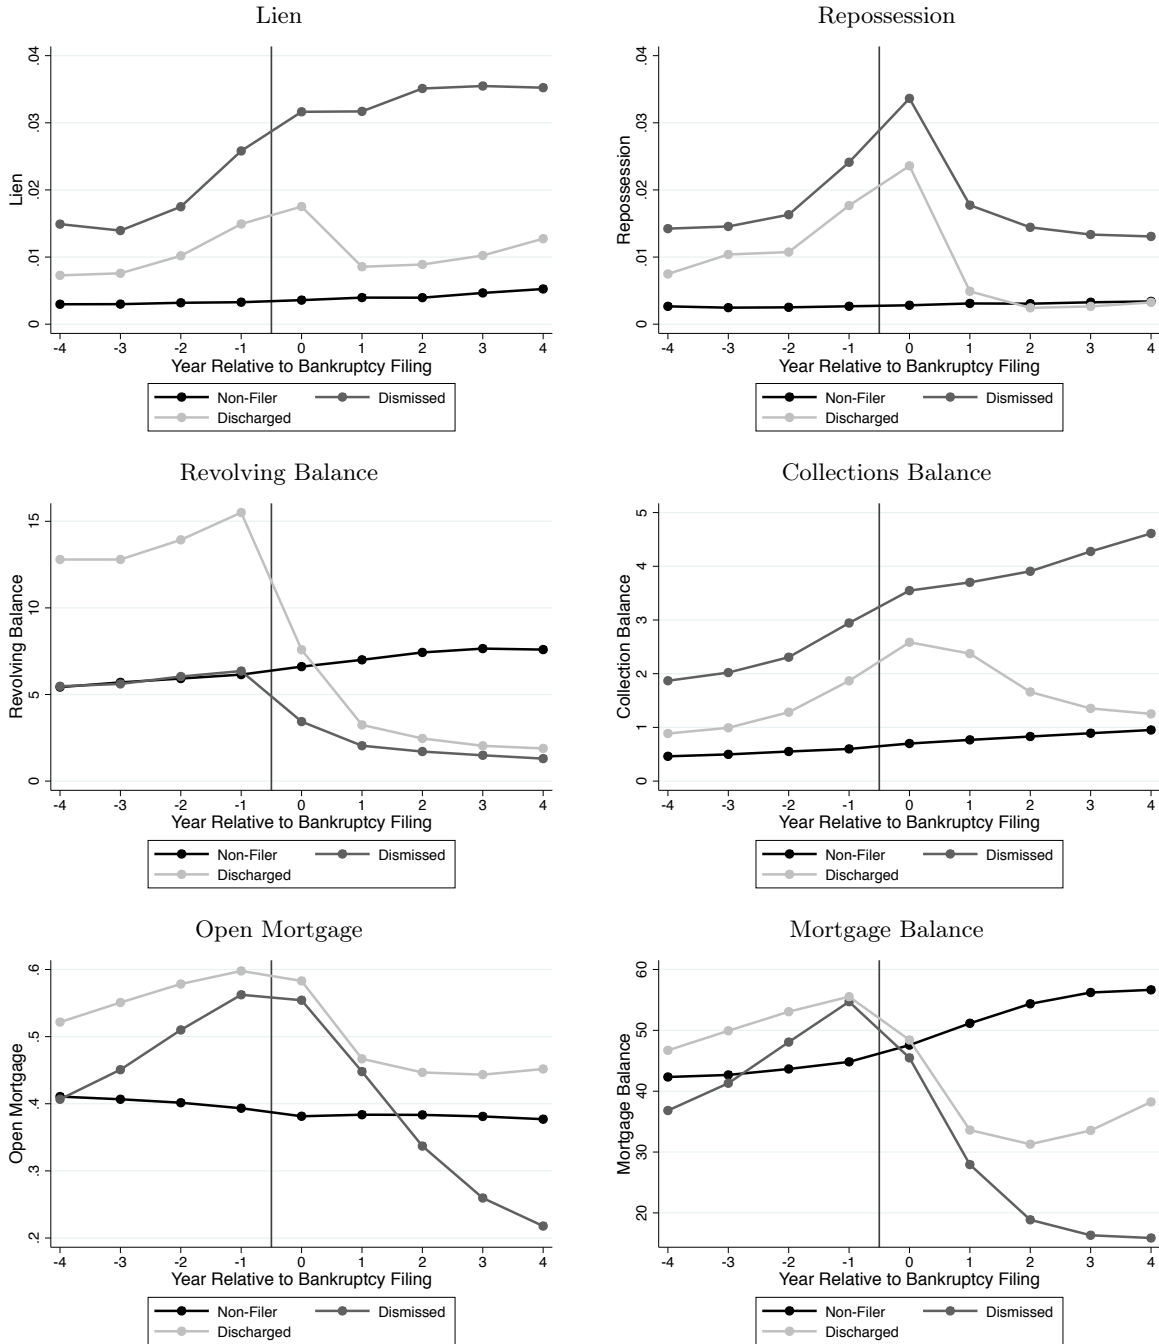 Lien
.04
.03
.02
.01
0
Lien
-4 -3 -2 -1 0 1 2 3 4
Year Relative to Bankruptcy Filing
Non-Filer Dismissed
Discharged
Repossession
.04
.03
.02
.01
0
Repossession
-4 -3 -2 -1 0 1 2 3 4
Year Relative to Bankruptcy Filing
Non-Filer Dismissed
Discharged
Revolving Balance
15
10
5
0
Revolving Balance
-4 -3 -2 -1 0 1 2 3 4
Year Relative to Bankruptcy Filing
Non-Filer Dismissed
Discharged
Collections Balance
5
4
3
2
1
0
Collection Balance
-4 -3 -2 -1 0 1 2 3 4
Year Relative to Bankruptcy Filing
Non-Filer Dismissed
Discharged
Open Mortgage
.6
.5
.4
.3
.2
Open Mortgage
-4 -3 -2 -1 0 1 2 3 4
Year Relative to Bankruptcy Filing
Non-Filer Dismissed
Discharged
Mortgage Balance
60
50
40
30
20
Mortgage Balance
-4 -3 -2 -1 0 1 2 3 4
Year Relative to Bankruptcy Filing
Non-Filer Dismissed
Discharged